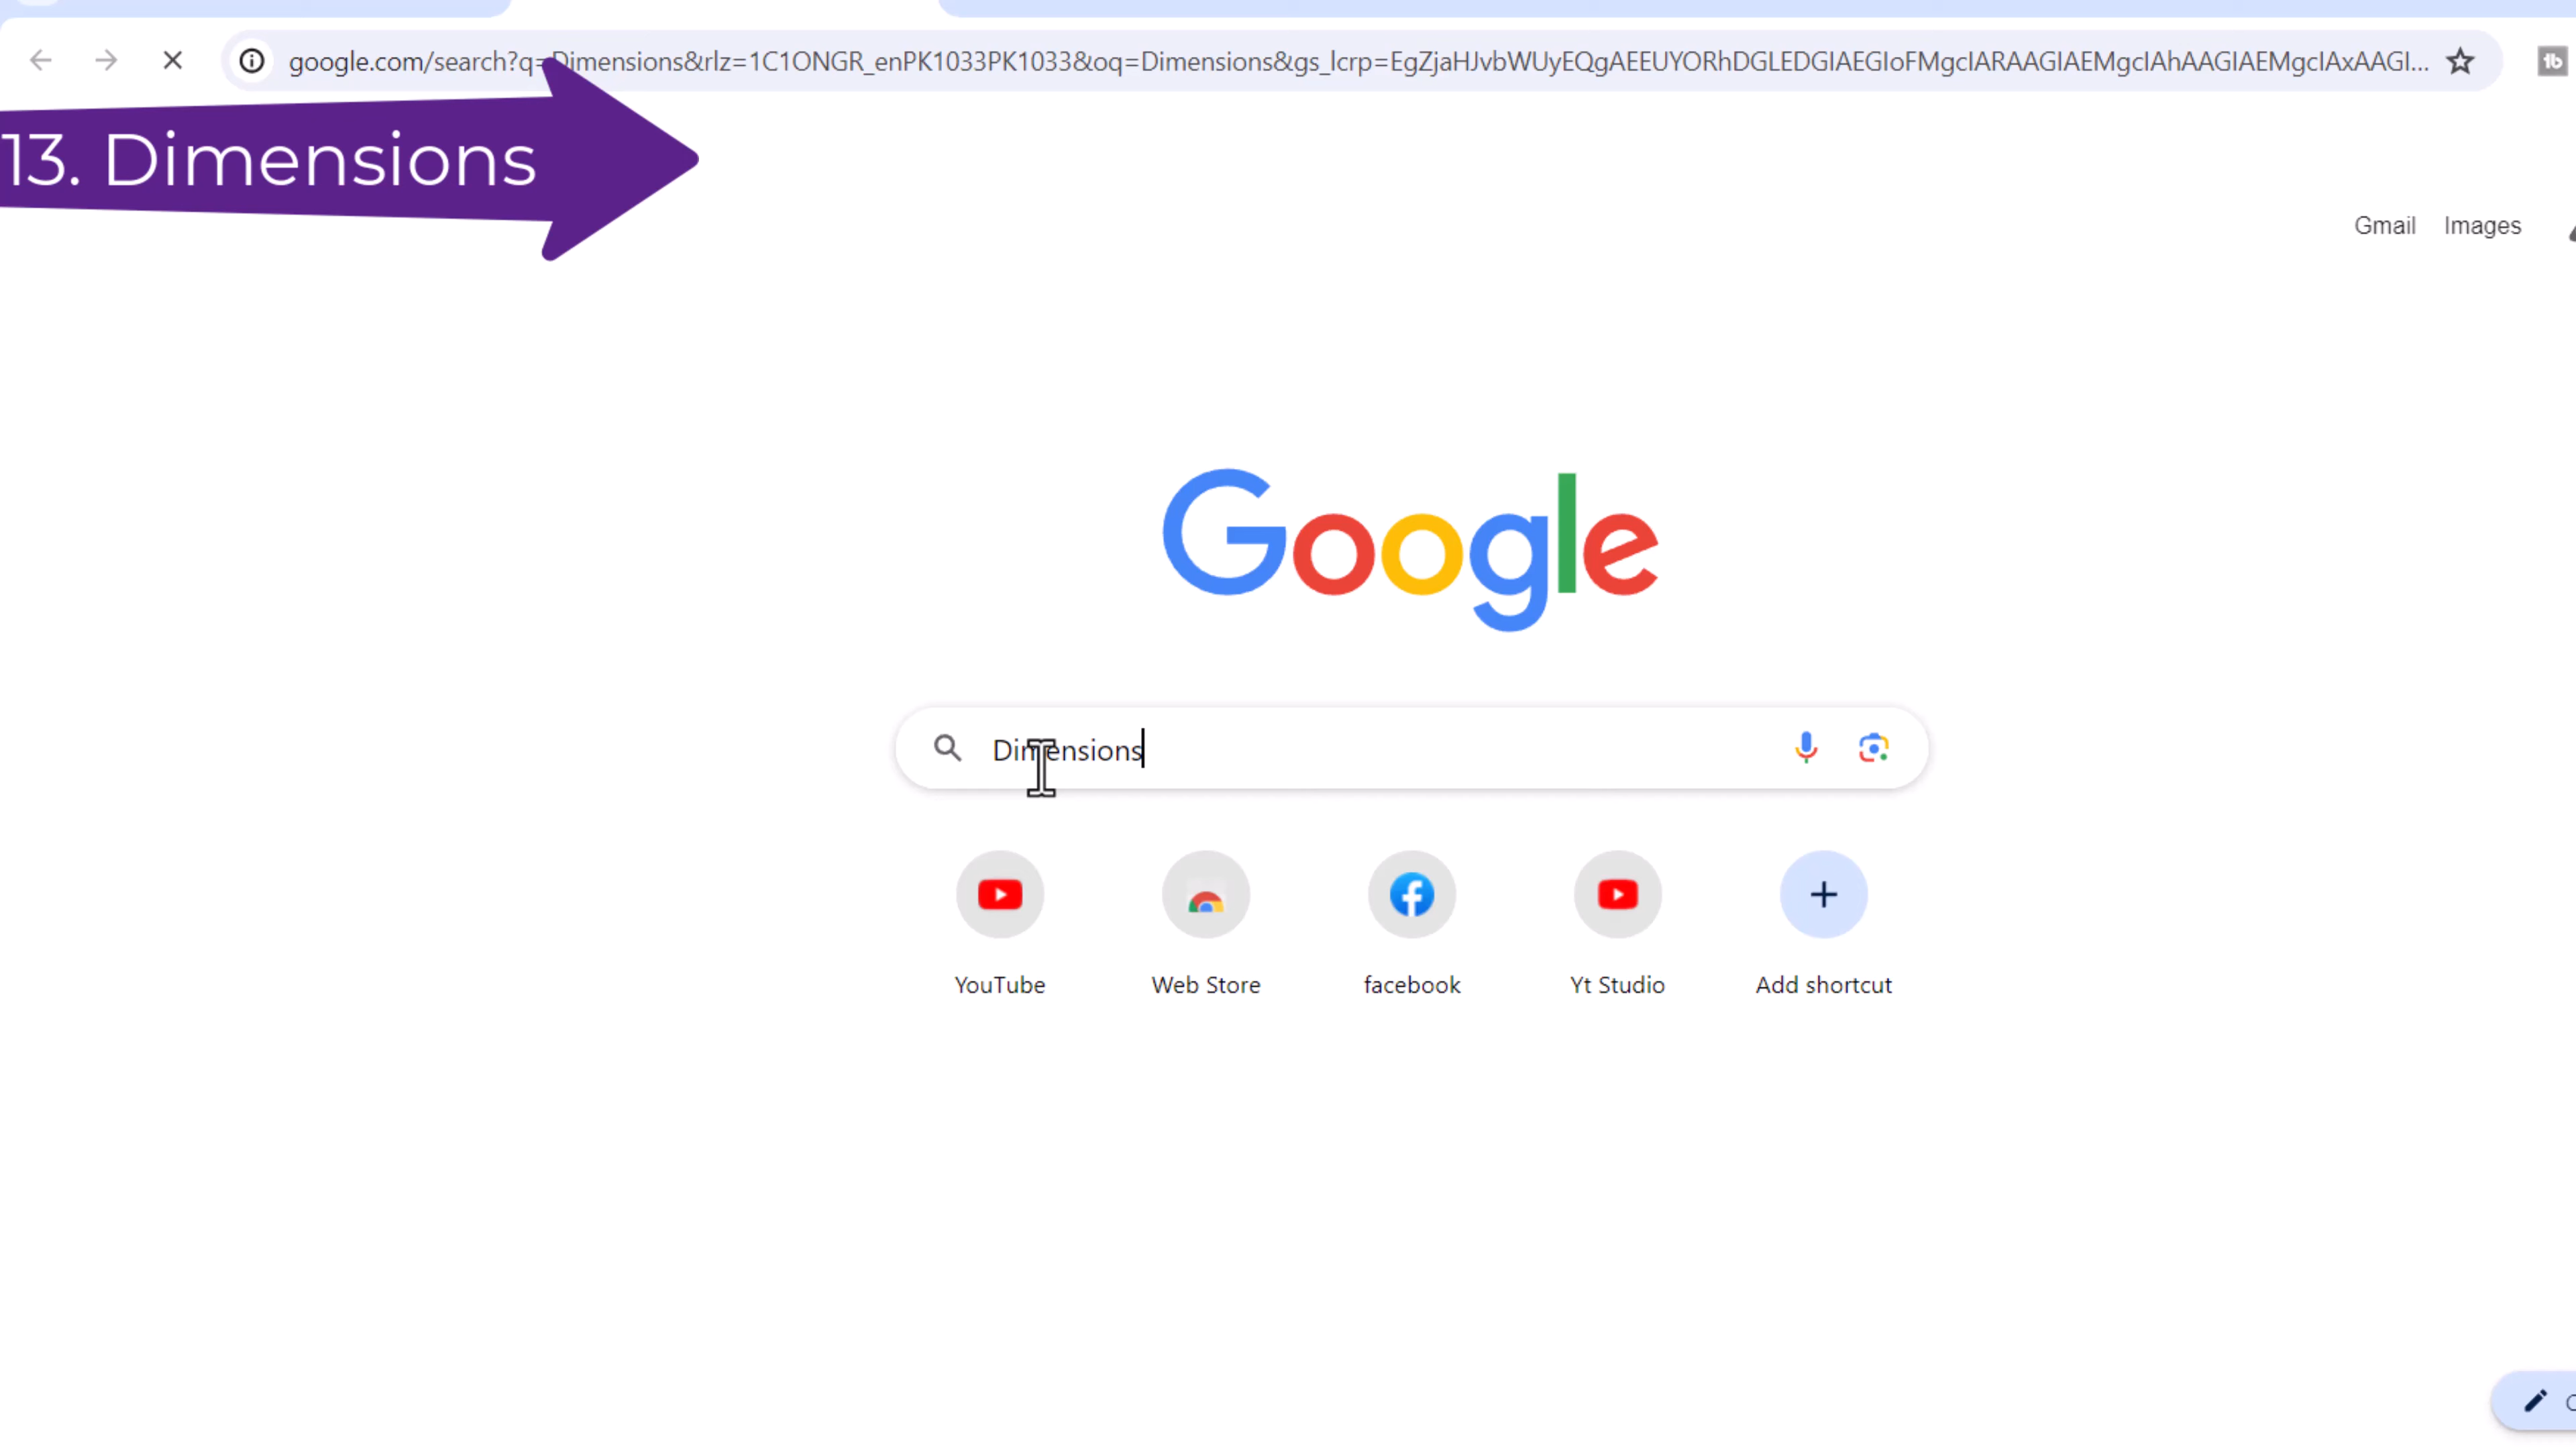 google.com/search?q=Dimensions&rlz=1C1ONGR_enPK1033PK1033&oq=Dimensions&gs_lcrp=EgZjaHJvbWUyEQgAEEUYORhDGLEDGIAEGIoFMgcIARAAGIAEMgcIAhAAGIAEMgcIAxAAGI...
13. Dimensions
Gmail Images
Google
Dimensions
YouTube Web Store facebook Yt Studio Add shortcut